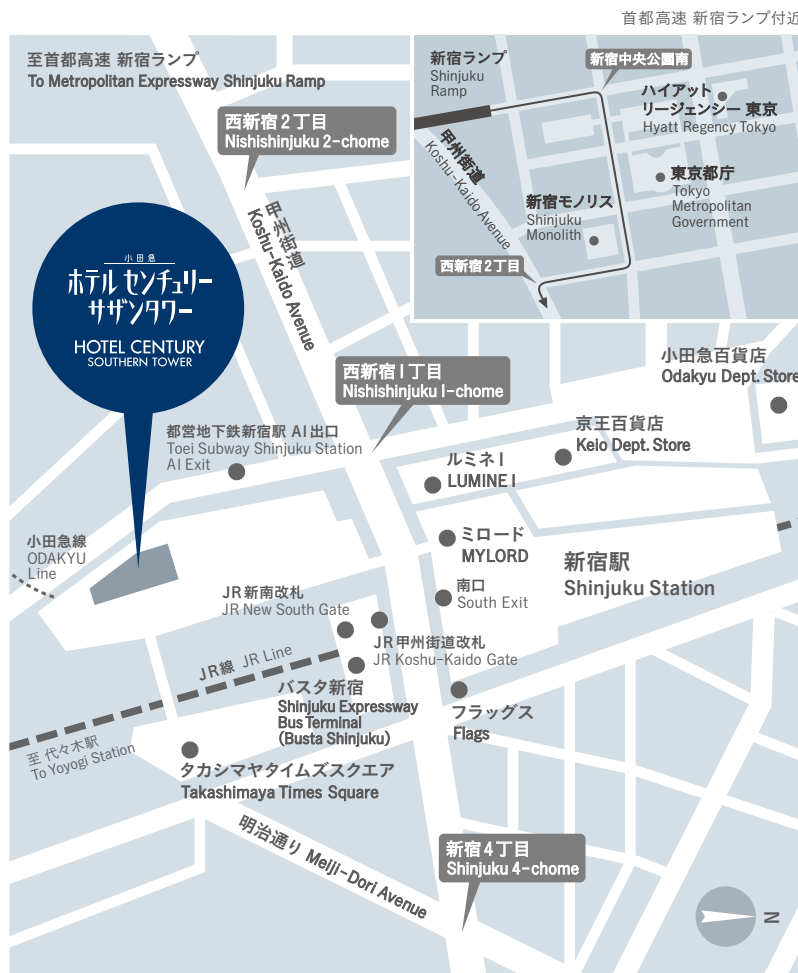 首都高速 新宿ランプ付近
至首都高速 新宿ランプ
To Metropolitan Expressway Shinjuku Ramp
西新宿2丁目
Nishishinjuku 2-chome
甲州街道
Koshu-Kaido Avenue
新宿ランプ
Shinjuku
Ramp
新宿中央公園南
ハイアット
リージェンシー 東京
Hyatt Regency Tokyo
甲州街道
Koshu-Kaido Avenue
東京都庁
Tokyo
Metropolitan
Government
新宿モノリス
Shinjuku
Monolith
西新宿2丁目
小田急
ホテル センチュリー
サザンタワー
HOTEL CENTURY
SOUTHERN TOWER
西新宿1丁目
Nishishinjuku 1-chome
小田急百貨店
Odakyu Dept. Store
京王百貨店
Keio Dept. Store
都営地下鉄新宿駅 A1出口
Toei Subway Shinjuku Station
A1 Exit
ルミネ1
LUMINE 1
ミロード
MYLORD
小田急線
ODAKYU
Line
新宿駅
Shinjuku Station
南口
South Exit
JR新南改札
JR New South Gate
JR甲州街道改札
JR Koshu-Kaido Gate
JR線 JR Line
バスタ新宿
Shinjuku Expressway
Bus Terminal
(Busta Shinjuku)
フラッグス
Flags
至 代々木駅
To Yoyogi Station
タカシマヤタイムズスクエア
Takashimaya Times Square
明治通り Meiji-Dori Avenue
新宿4丁目
Shinjuku 4-chome
N